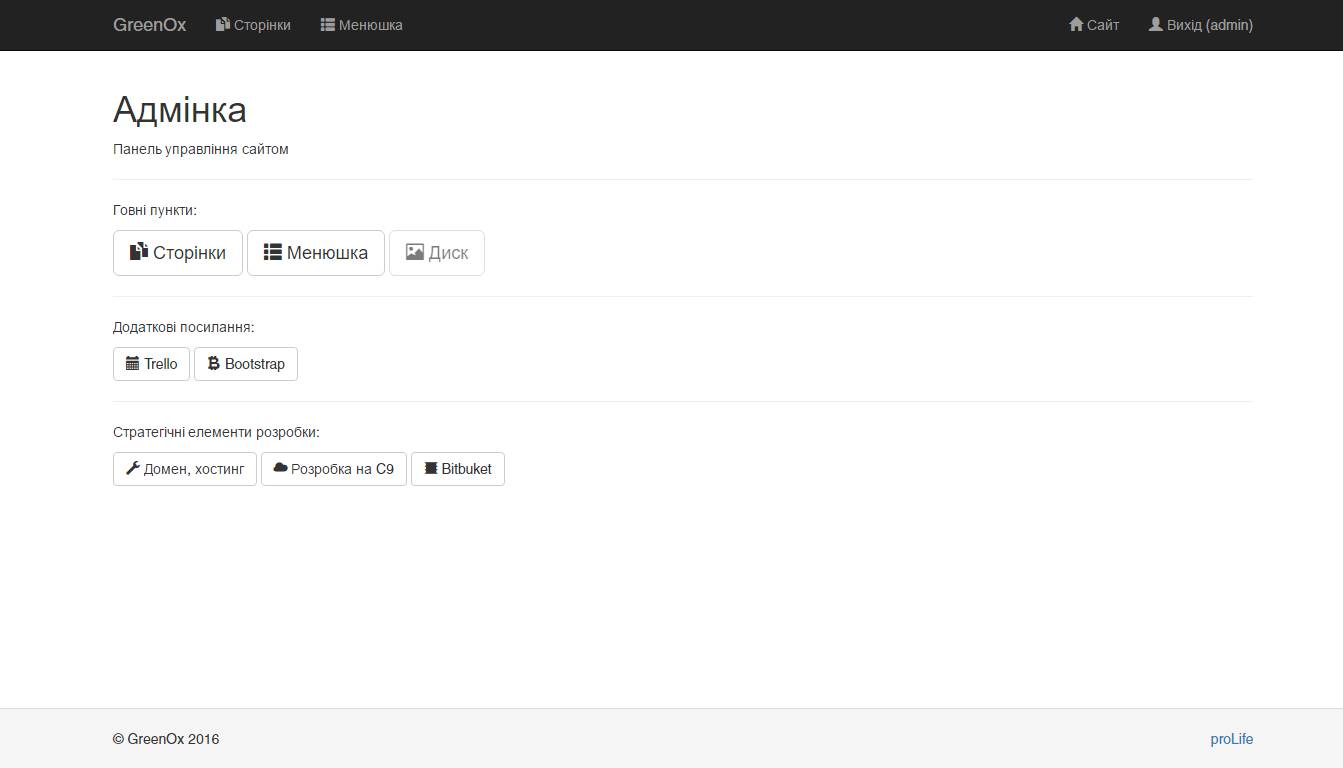 GreenOx Сторінки Менюшка Сайт Вихід (admin)
Адмінка
Панель управління сайтом
Говні пункти:
Сторінки Менюшка Диск
Додаткові посилання:
Trello Bootstrap
Стратегічні елементи розробки:
Домен, хостинг Розробка на C9 Bitbuket
© GreenOx 2016 proLife